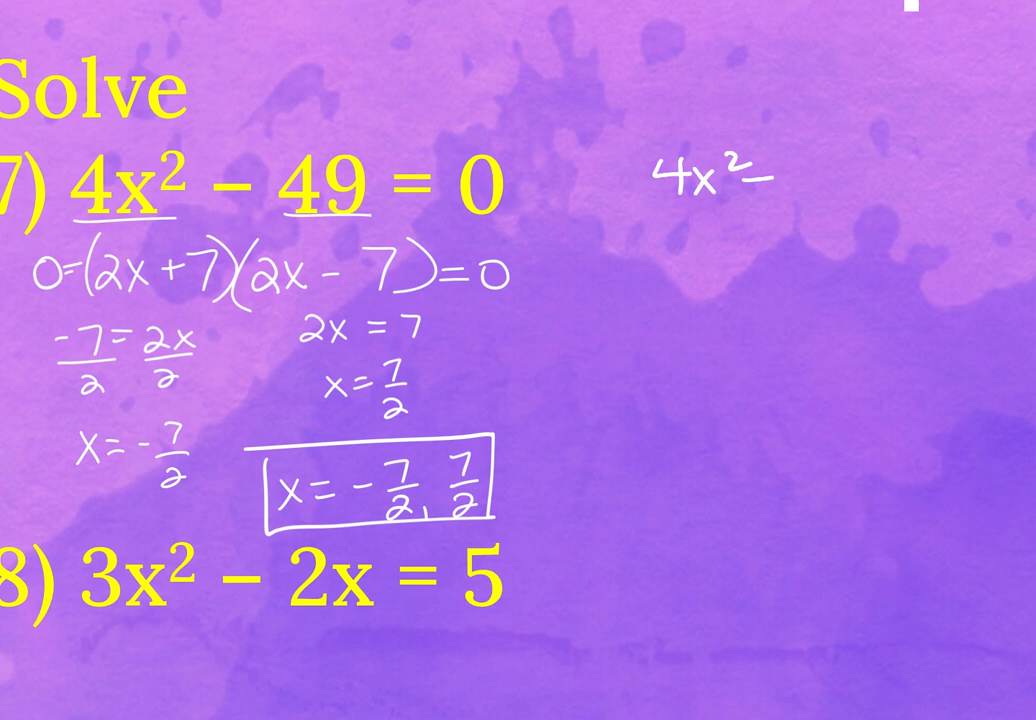 Solve
7) 4x² – 49 = 0
4x² –
0=(2x+7)(2x - 7)=0
-7/2 = 2x/2
2x = 7
x = 7/2
x = - 7/2
x = - 7/2, 7/2
8) 3x² – 2x = 5